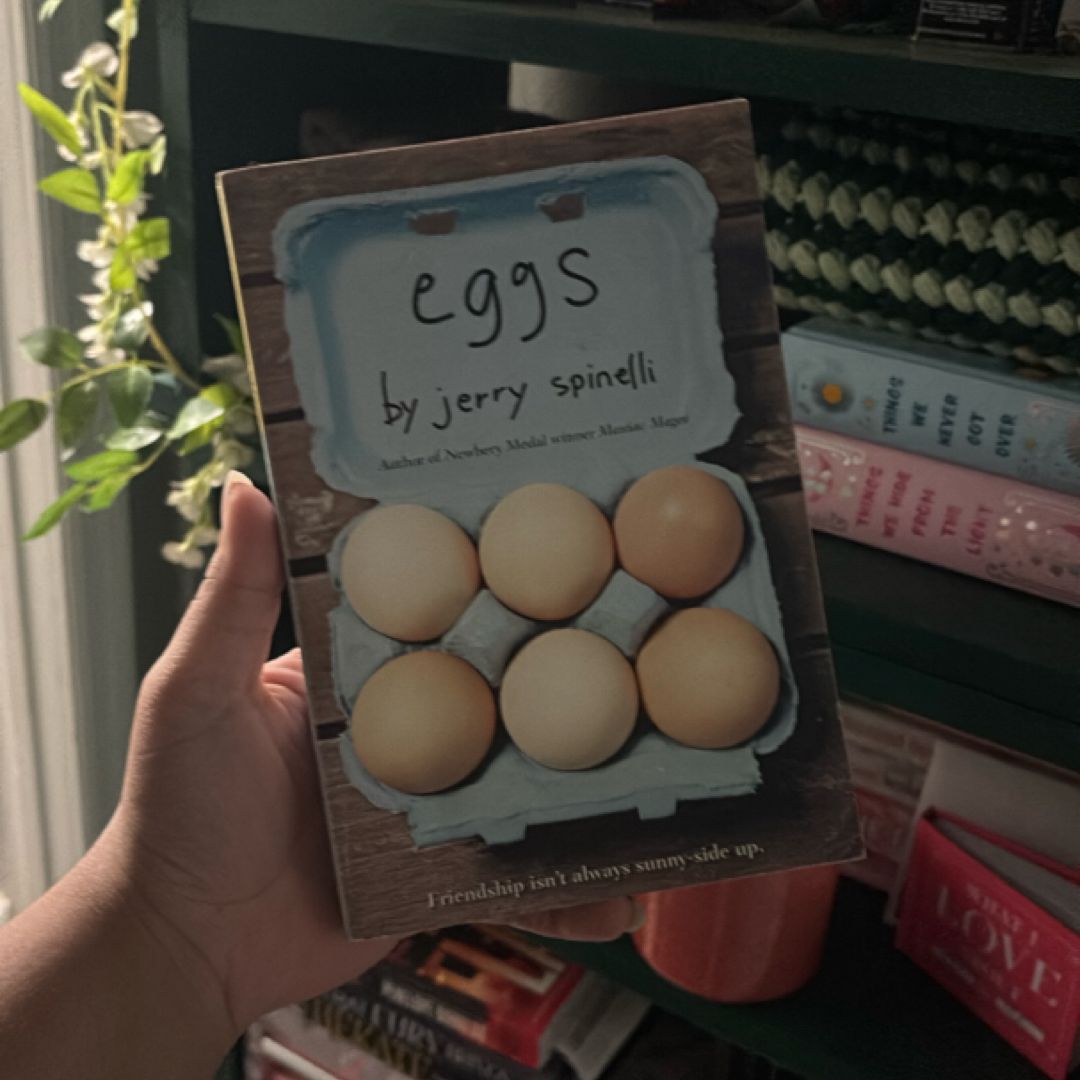 eggs
by jerry spinelli
Author of Newbery Medal winner Maniac Magee
Friendship isn't always sunny-side up.
THINGS
WE
NEVER
GOT
OVER
THINGS
WE HIDE
FROM
THE
LIGHT
WHAT I
LOVE